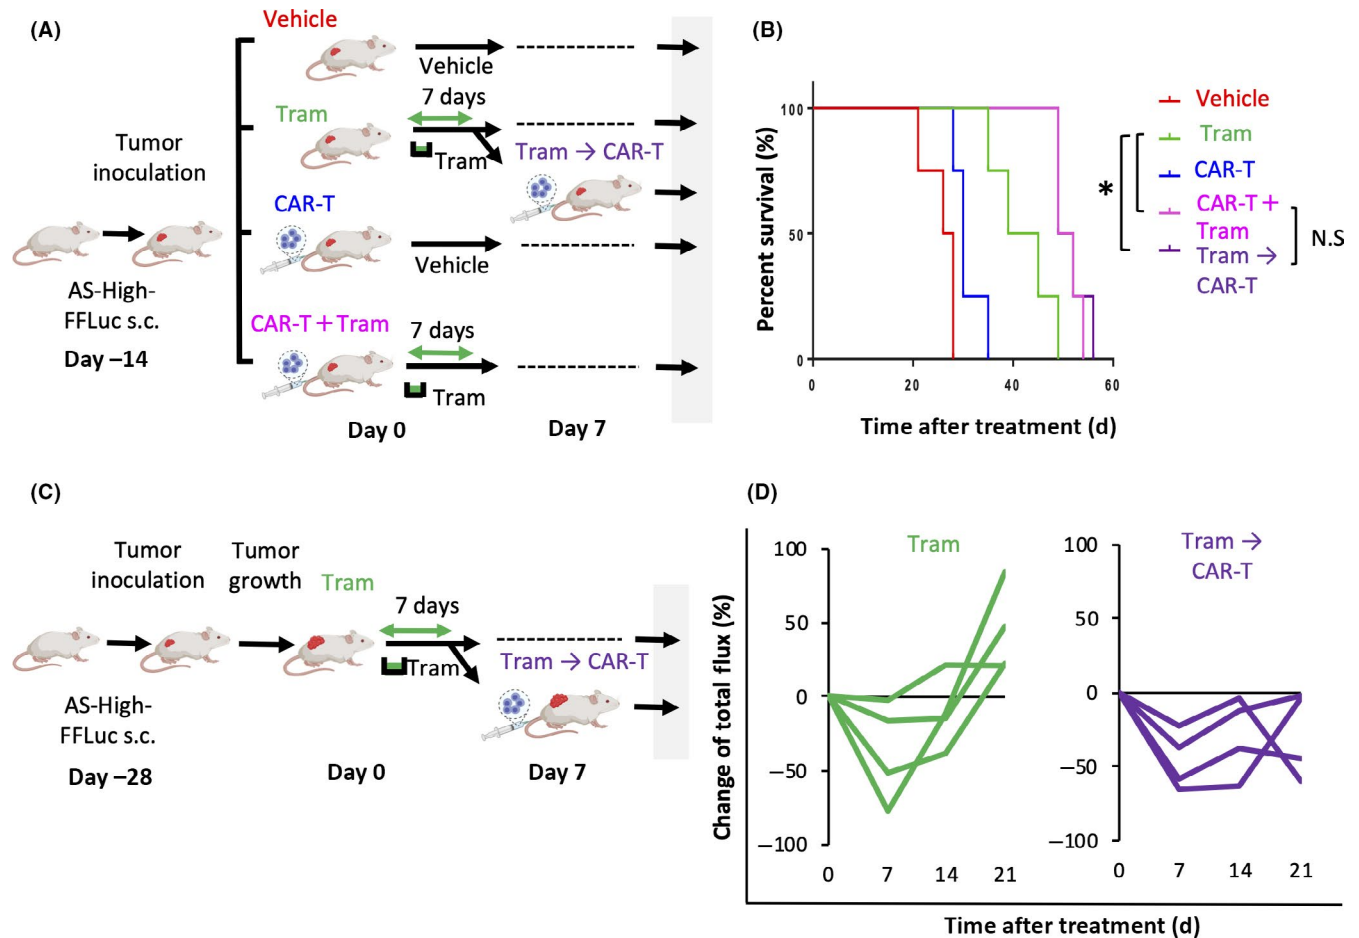 (A)
Vehicle
Vehicle
Tram
7 days
Tram
Tram → CAR-T
Tumor
inoculation
CAR-T
Vehicle
AS-High-
FFLuc s.c.
Day –14
CAR-T + Tram
7 days
Tram
Day 0
Day 7
(B)
Percent survival (%)
100
50
0
0
20
40
60
Time after treatment (d)
Vehicle
Tram
CAR-T
CAR-T +
Tram
Tram →
CAR-T
*
N.S
(C)
Tumor
inoculation
Tumor
growth
Tram
7 days
Tram
Tram → CAR-T
AS-High-
FFLuc s.c.
Day –28
Day 0
Day 7
(D)
Change of total flux (%)
Tram
100
50
0
–50
–100
0
7
14
21
Tram →
CAR-T
100
50
0
–50
–100
0
7
14
21
Time after treatment (d)